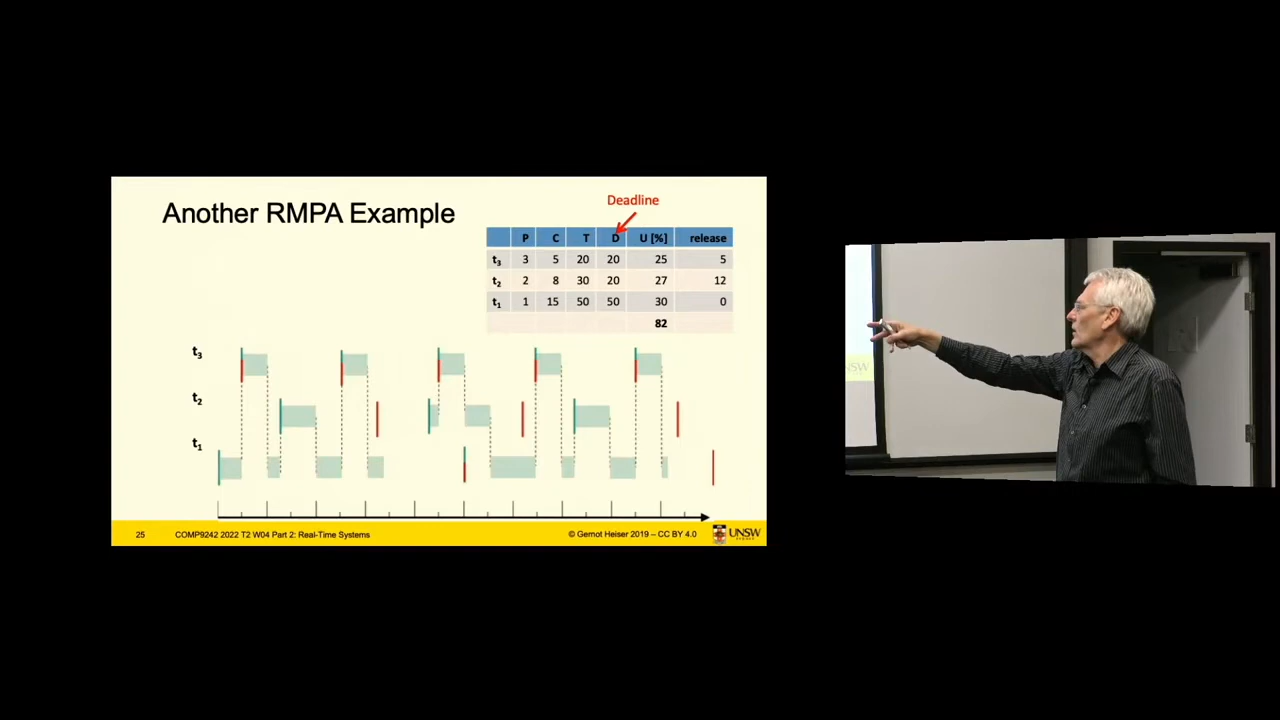 Another RMPA Example
Deadline
P C T D U [%] release
t3 3 5 20 20 25 5
t2 2 8 30 20 27 12
t1 1 15 50 50 30 0
82
t3
t2
t1
25 COMP9242 2022 T2 W04 Part 2: Real-Time Systems © Gernot Heiser 2019 – CC BY 4.0 UNSW
UNSW